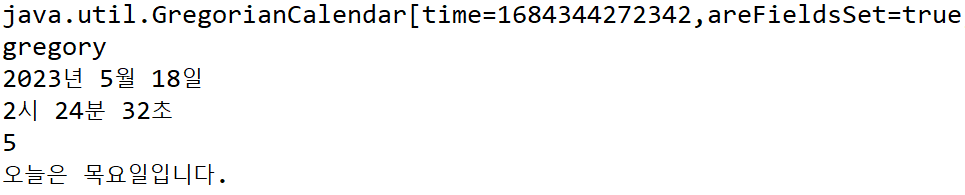 java.util.GregorianCalendar[time=1684344272342,areFieldsSet=true
gregory
2023년 5월 18일
2시 24분 32초
5
오늘은 목요일입니다.